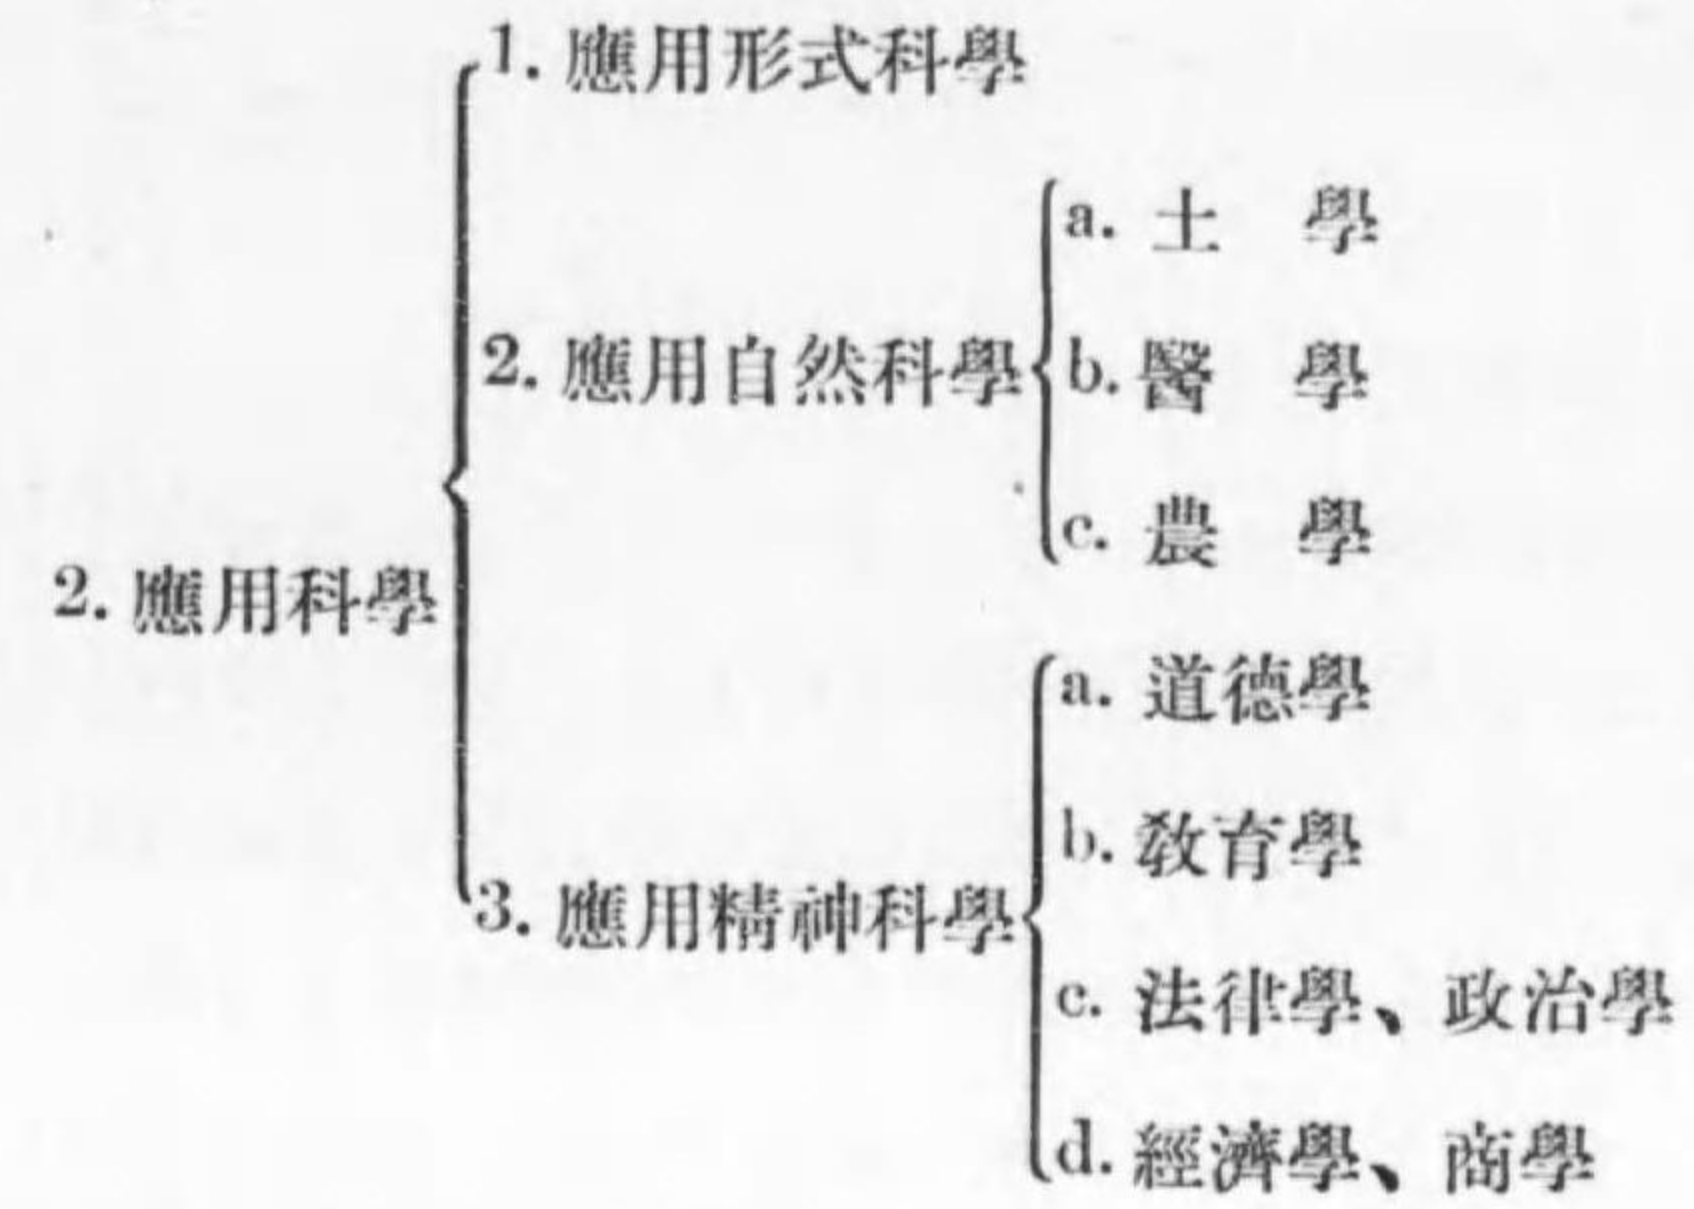 1. 應用形式科學
a. 土 學
2. 應用自然科學
b. 醫 學
c. 農 學
2. 應用科學
a. 道德學
b. 敎育學
3. 應用精神科學
c. 法律學、政治學
d. 經濟學、商學